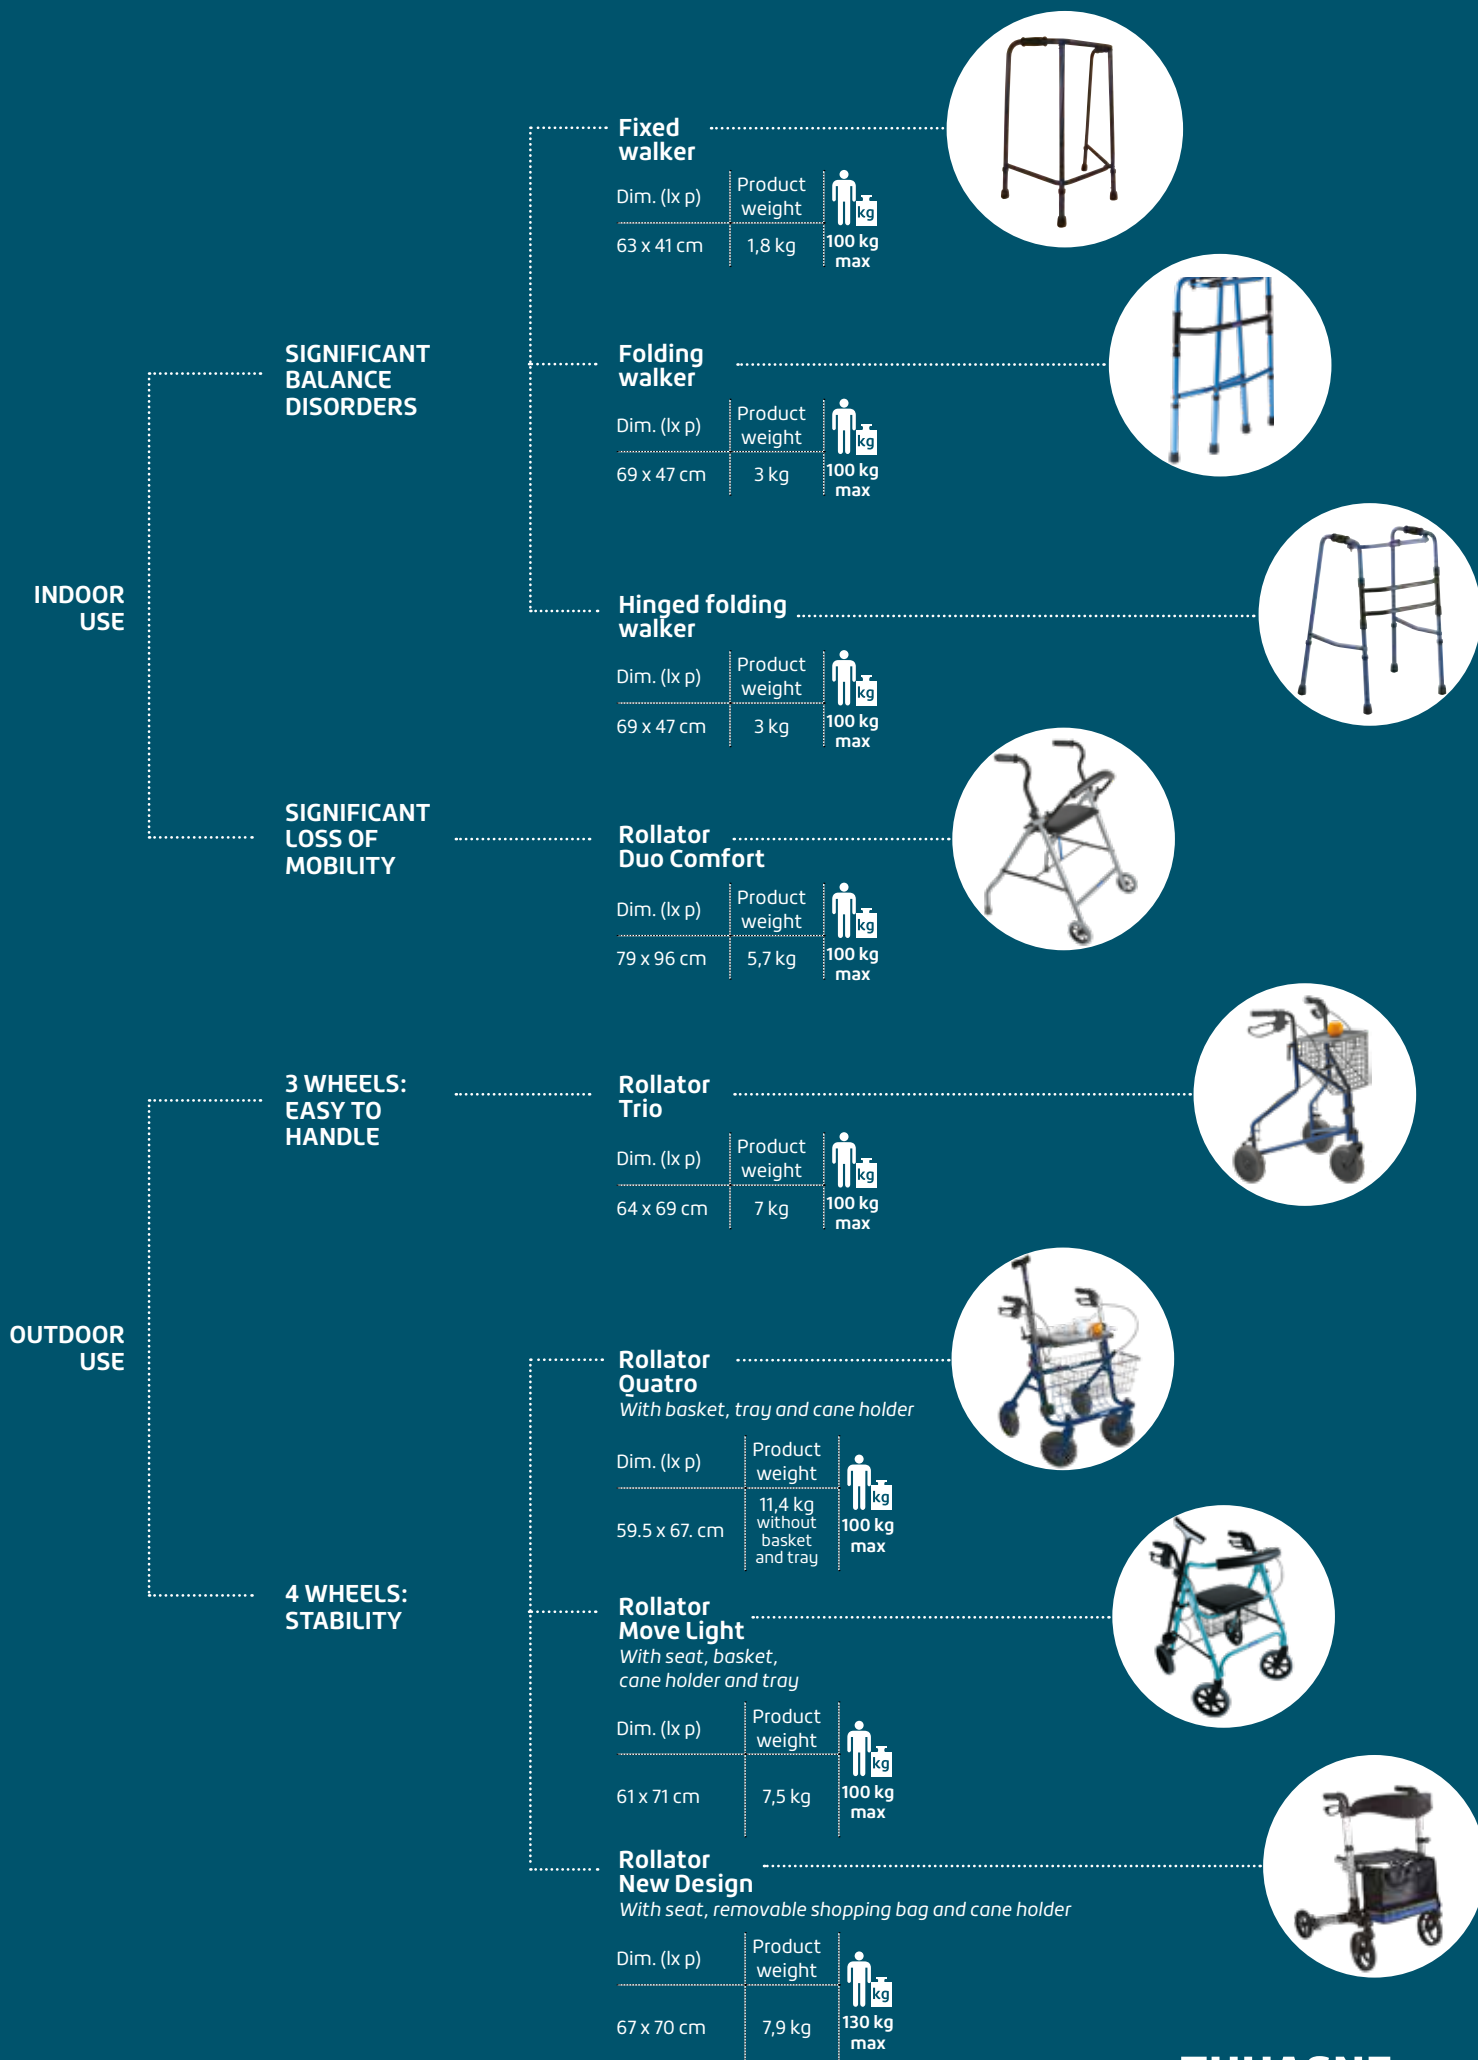 Fixed
walker
Dim. (lx p)
Product
weight
kg
63 x 41 cm
1,8 kg
100 kg
max
INDOOR
USE
SIGNIFICANT
BALANCE
DISORDERS
Folding
walker
Dim. (lx p)
Product
weight
kg
69 x 47 cm
3 kg
100 kg
max
Hinged folding
walker
Dim. (lx p)
Product
weight
kg
69 x 47 cm
3 kg
100 kg
max
SIGNIFICANT
LOSS OF
MOBILITY
Rollator
Duo Comfort
Dim. (lx p)
Product
weight
kg
79 x 96 cm
5,7 kg
100 kg
max
OUTDOOR
USE
3 WHEELS:
EASY TO
HANDLE
Rollator
Trio
Dim. (lx p)
Product
weight
kg
64 x 69 cm
7 kg
100 kg
max
4 WHEELS:
STABILITY
Rollator
Quatro
With basket, tray and cane holder
Dim. (lx p)
Product
weight
kg
59.5 x 67. cm
11,4 kg
without
basket
and tray
100 kg
max
Rollator
Move Light
With seat, basket,
cane holder and tray
Dim. (lx p)
Product
weight
kg
61 x 71 cm
7,5 kg
100 kg
max
Rollator
New Design
With seat, removable shopping bag and cane holder
Dim. (lx p)
Product
weight
kg
67 x 70 cm
7,9 kg
130 kg
max